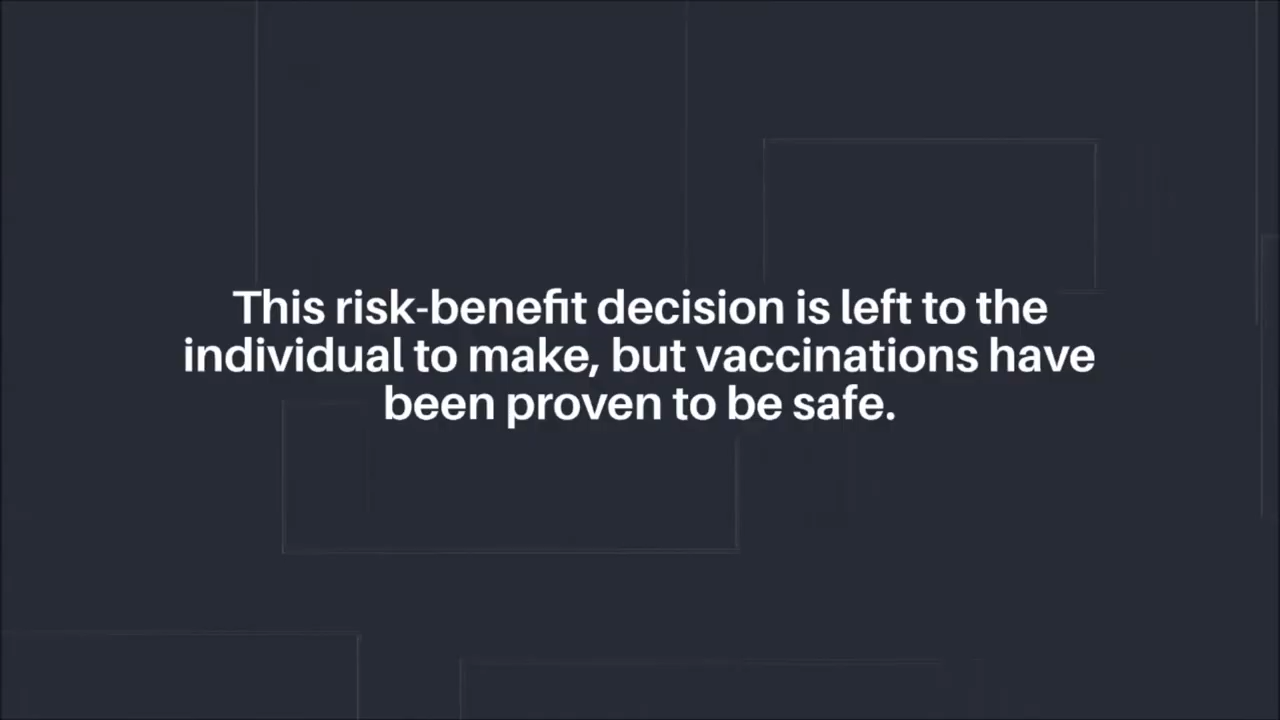 This risk-benefit decision is left to the
individual to make, but vaccinations have
been proven to be safe.